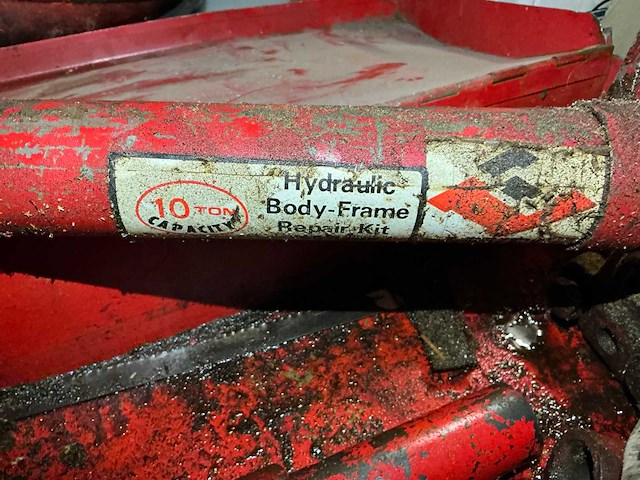 10 TON
CAPACITY
Hydraulic
Body-Frame
Repair Kit